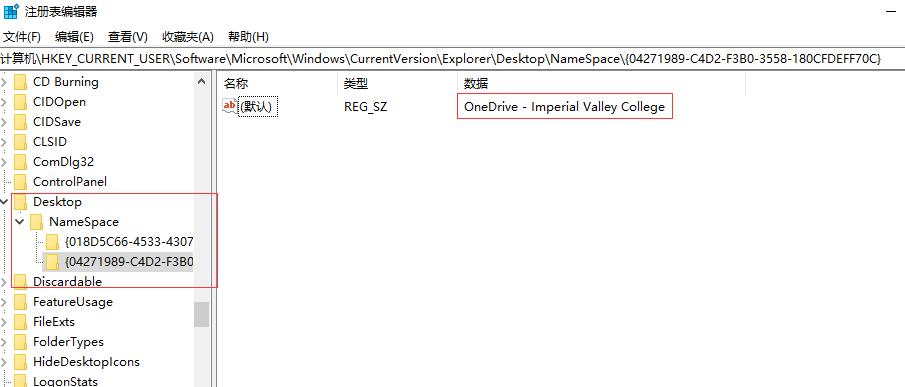 注册表编辑器
文件(F) 编辑(E) 查看(V) 收藏夹(A) 帮助(H)
计算机\HKEY_CURRENT_USER\Software\Microsoft\Windows\CurrentVersion\Explorer\Desktop\NameSpace\{04271989-C4D2-F3B0-3558-180CFDEFF70C}
CD Burning
CIDOpen
CIDSave
CLSID
ComDlg32
ControlPanel
Desktop
NameSpace
{018D5C66-4533-4307
{04271989-C4D2-F3B0
Discardable
FeatureUsage
FileExts
FolderTypes
HideDesktopIcons
LogonStats
名称 类型 数据
ab (默认) REG_SZ OneDrive - Imperial Valley College